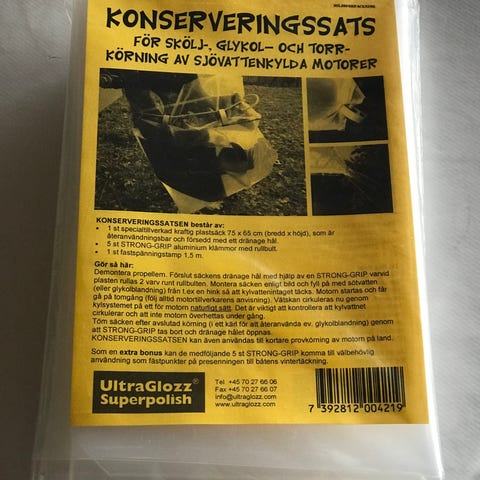 MILJÖFÖRPACKNING
KONSERVERINGSSATS
FÖR SKÖLJ-, GLYKOL- OCH TORR-
KÖRNING AV SJÖVATTENKYLDA MOTORER
KONSERVERINGSSATSEN består av:
• 1 st specialtillverkad kraftig plastsäck 75 x 65 cm (bredd x höjd), som är
återanvändningsbar och försedd med ett dränage hål.
• 5 st STRONG-GRIP aluminium klämmor med rullbult.
• 1 st fastspänningstamp 1,5 m.
Gör så här:
Demontera propellern. Förslut säckens dränage hål med hjälp av en STRONG-GRIP varvid
plasten rullas 2 varv runt rullbulten. Montera säcken enligt bild och fyll på med sötvatten
(eller glykolblandning) från t.ex en hink så att kylvattenintaget täcks. Motorn startas och får
gå på tomgång (följ alltid motortillverkarens anvisning). Vätskan cirkuleras nu genom
kylsystemet på ett för motorn naturligt sätt. Det är viktigt att kontrollera att kylvattnet
cirkulerar och att inte motorn överhettas under gång.
Töm säcken efter avslutad körning (i ett kärl för att återanvända ev. glykolblandning) genom
att STRONG-GRIP tas bort och dränage hålet öppnas.
KONSERVERINGSSATSEN kan även användas till kortare provkörning av motorn på land.
Som en extra bonus kan de medföljande 5 st STRONG-GRIP komma till välbehövlig
användning som fästpunkter på presenningen till båtens vintertäckning.
UltraGlozz®
Superpolish
Tel +45 70 27 66 06
Fax +45 70 27 66 07
info@ultraglozz.com
www.ultraglozz.com
7 392812 004219